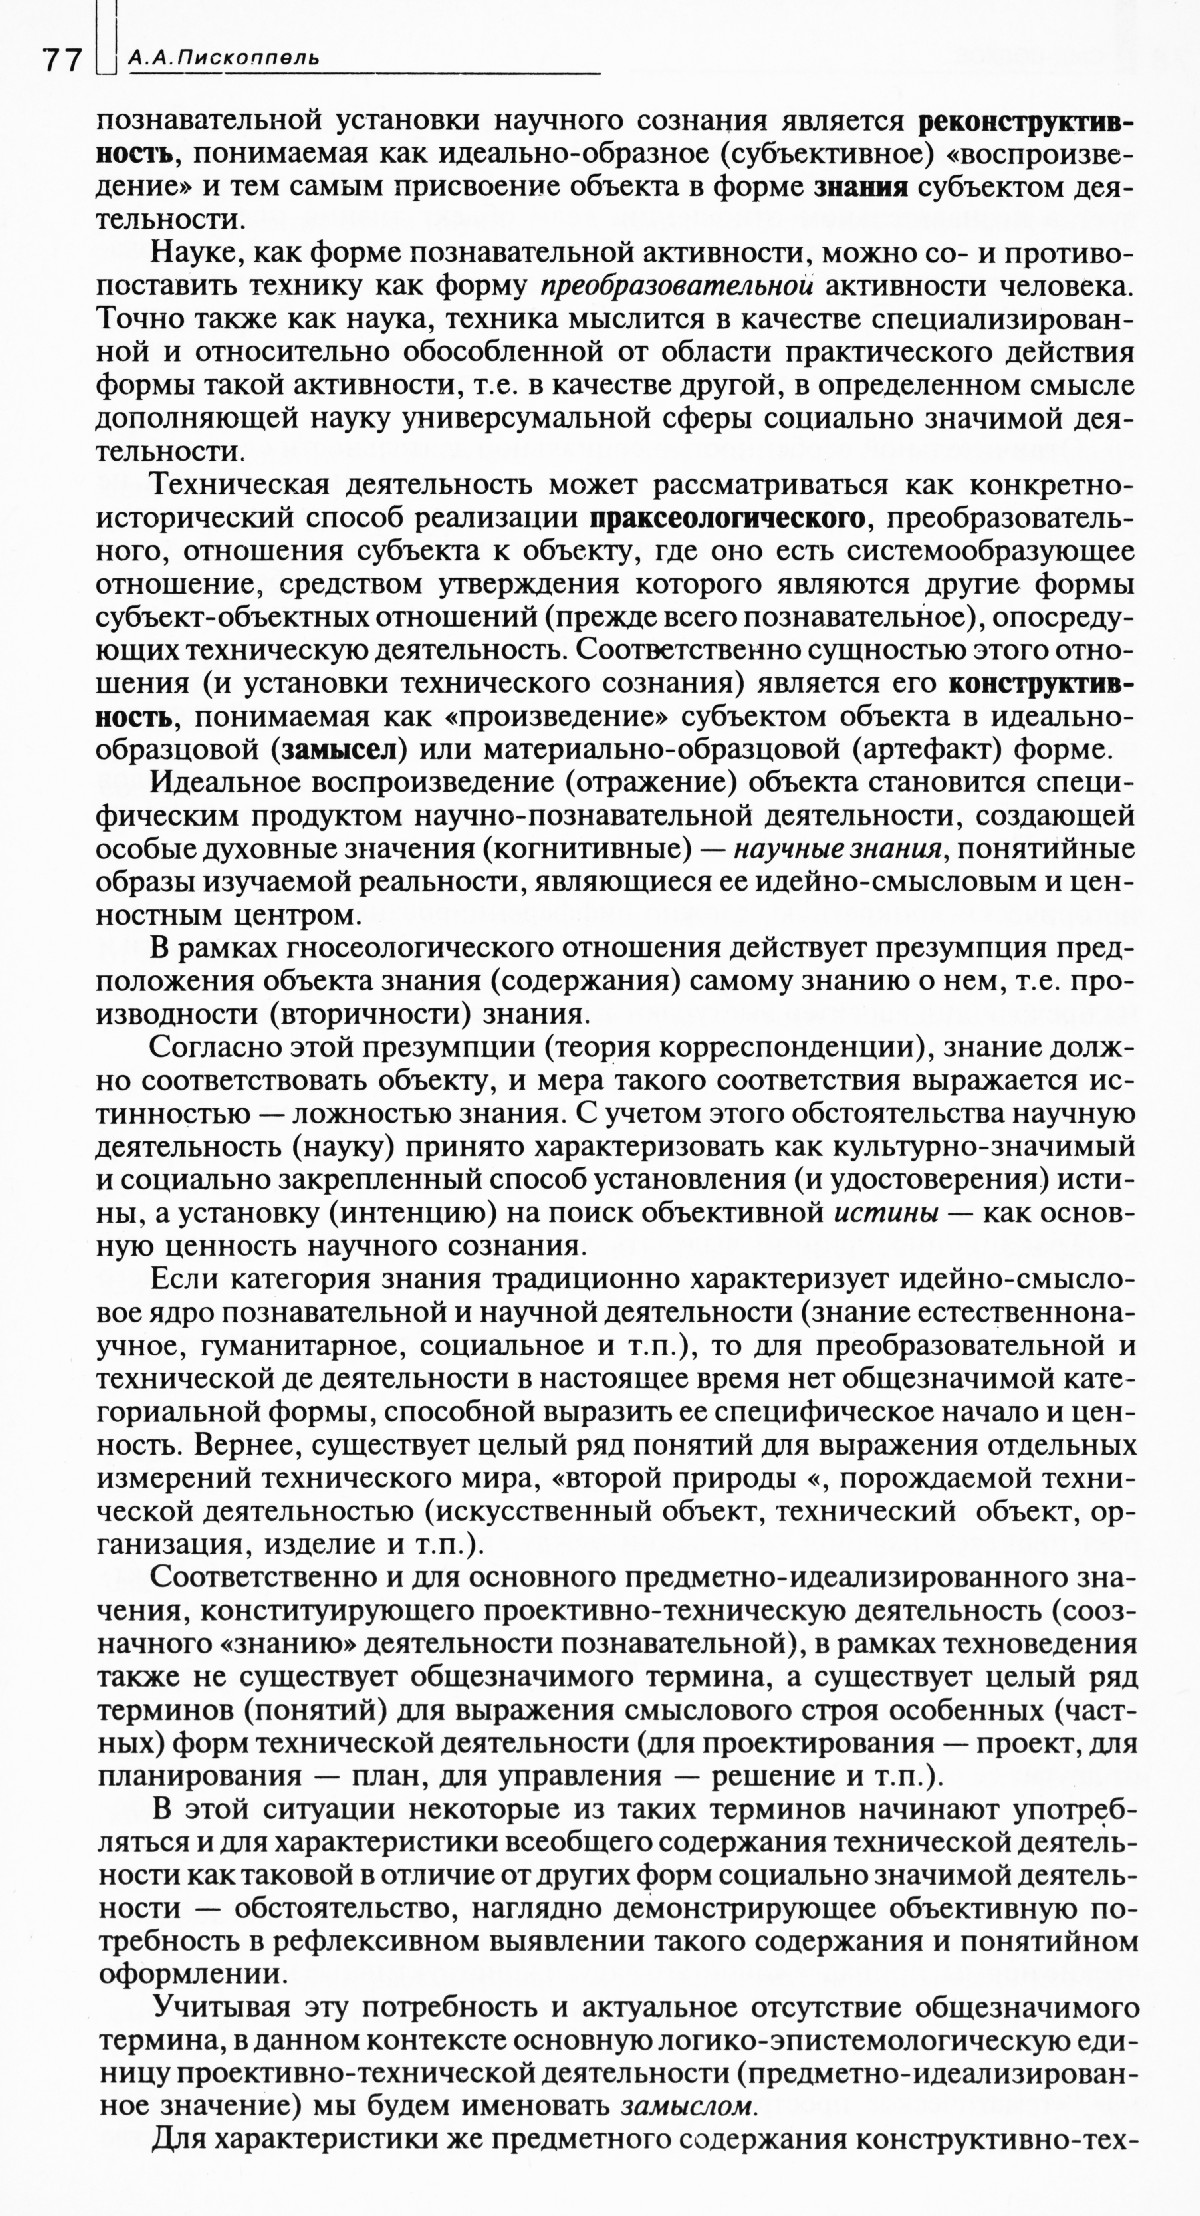 77 А.А.Пископпель
познавательной установки научного сознания является реконструктив-
ность, понимаемая как идеально-образное (субъективное) «воспроизве-
дение» и тем самым присвоение объекта в форме знания субъектом дея-
тельности.
Науке, как форме познавательной активности, можно со- и противо-
поставить технику как форму преобразовательной активности человека.
Точно также как наука, техника мыслится в качестве специализирован-
ной и относительно обособленной от области практического действия
формы такой активности, т.е. в качестве другой, в определенном смысле
дополняющей науку универсумальной сферы социально значимой дея-
тельности.
Техническая деятельность может рассматриваться как конкретно-
исторический способ реализации праксеологического, преобразователь-
ного, отношения субъекта к объекту, где оно есть системообразующее
отношение, средством утверждения которого являются другие формы
субъект-объектных отношений (прежде всего познавательное), опосреду-
ющих техническую деятельность. Соответственно сущностью этого отно-
шения (и установки технического сознания) является его конструктив-
ность, понимаемая как «произведение» субъектом объекта в идеально-
образцовой (замысел) или материально-образцовой (артефакт) форме.
Идеальное воспроизведение (отражение) объекта становится специ-
фическим продуктом научно-познавательной деятельности, создающей
особые духовные значения (когнитивные) — научные знания, понятийные
образы изучаемой реальности, являющиеся ее идейно-смысловым и цен-
ностным центром.
В рамках гносеологического отношения действует презумпция пред-
положения объекта знания (содержания) самому знанию о нем, т.е. про-
изводности (вторичности) знания.
Согласно этой презумпции (теория корреспонденции), знание долж-
но соответствовать объекту, и мера такого соответствия выражается ис-
тинностью — ложностью знания. С учетом этого обстоятельства научную
деятельность (науку) принято характеризовать как культурно-значимый
и социально закрепленный способ установления (и удостоверения) исти-
ны, а установку (интенцию) на поиск объективной истины — как основ-
ную ценность научного сознания.
Если категория знания традиционно характеризует идейно-смысло-
вое ядро познавательной и научной деятельности (знание естественнона-
учное, гуманитарное, социальное и т.п.), то для преобразовательной и
технической де деятельности в настоящее время нет общезначимой кате-
гориальной формы, способной выразить ее специфическое начало и цен-
ность. Вернее, существует целый ряд понятий для выражения отдельных
измерений технического мира, «второй природы «, порождаемой техни-
ческой деятельностью (искусственный объект, технический объект, ор-
ганизация, изделие и т.п.).
Соответственно и для основного предметно-идеализированного зна-
чения, конституирующего проективно-техническую деятельность (сооз-
начного «знанию» деятельности познавательной), в рамках техноведения
также не существует общезначимого термина, а существует целый ряд
терминов (понятий) для выражения смыслового строя особенных (част-
ных) форм технической деятельности (для проектирования — проект, для
планирования — план, для управления — решение и т.п.).
В этой ситуации некоторые из таких терминов начинают употреб-
ляться и для характеристики всеобщего содержания технической деятель-
ности как таковой в отличие от других форм социально значимой деятель-
ности — обстоятельство, наглядно демонстрирующее объективную по-
требность в рефлексивном выявлении такого содержания и понятийном
оформлении.
Учитывая эту потребность и актуальное отсутствие общезначимого
термина, в данном контексте основную логико-эпистемологическую еди-
ницу проективно-технической деятельности (предметно-идеализирован-
ное значение) мы будем именовать замыслом.
Для характеристики же предметного содержания конструктивно-тех-